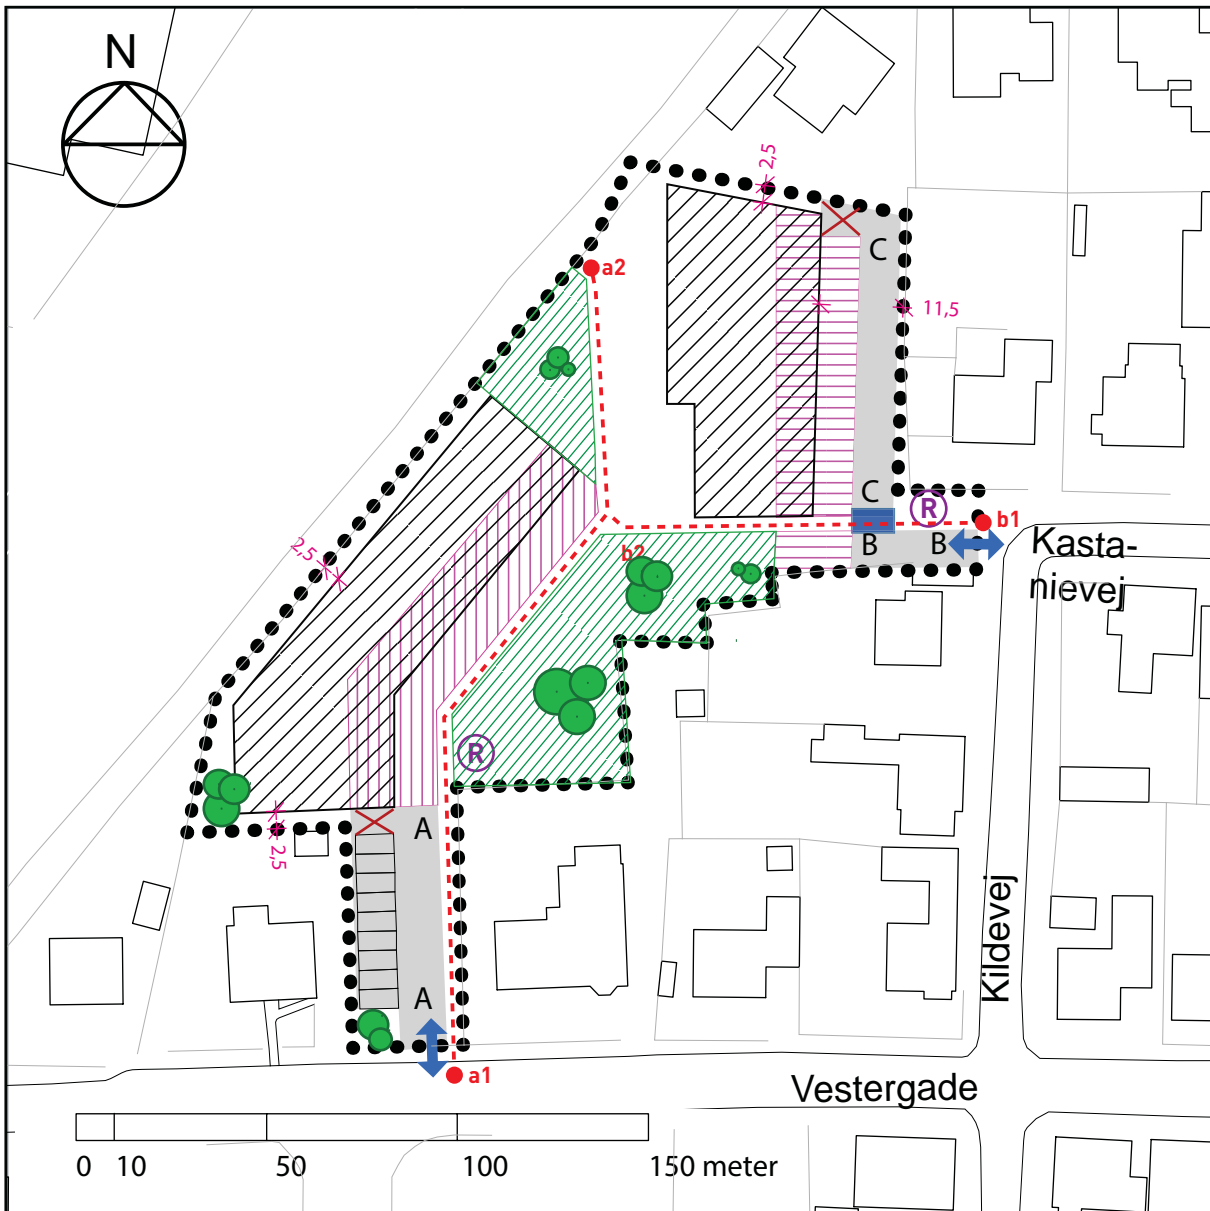 N
2,5
C
a2
11,5
C
R
b1
B
B
b2
Kasta-
nievej
2,5
R
A
2,5
Kildevej
A
a1
Vestergade
0 10 50 100 150 meter